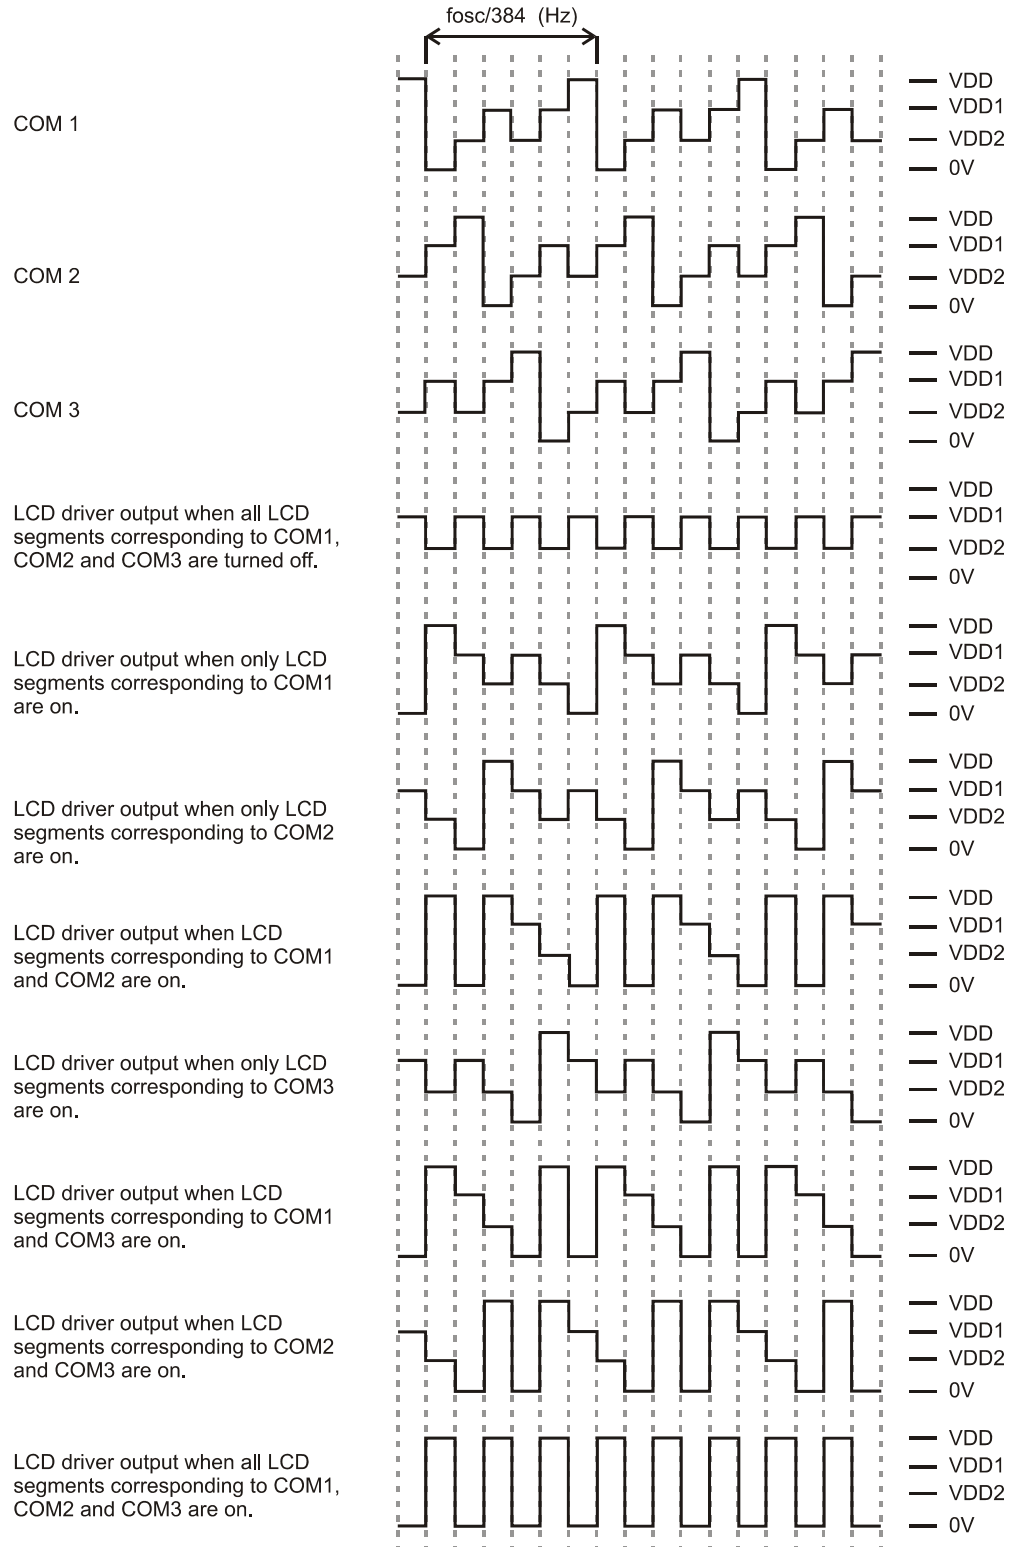 fosc/384 (Hz)
COM 1
VDD
VDD1
VDD2
0V
COM 2
VDD
VDD1
VDD2
0V
COM 3
VDD
VDD1
VDD2
0V
LCD driver output when all LCD
segments corresponding to COM1,
COM2 and COM3 are turned off.
VDD
VDD1
VDD2
0V
LCD driver output when only LCD
segments corresponding to COM1
are on.
VDD
VDD1
VDD2
0V
LCD driver output when only LCD
segments corresponding to COM2
are on.
VDD
VDD1
VDD2
0V
LCD driver output when LCD
segments corresponding to COM1
and COM2 are on.
VDD
VDD1
VDD2
0V
LCD driver output when only LCD
segments corresponding to COM3
are on.
VDD
VDD1
VDD2
0V
LCD driver output when LCD
segments corresponding to COM1
and COM3 are on.
VDD
VDD1
VDD2
0V
LCD driver output when LCD
segments corresponding to COM2
and COM3 are on.
VDD
VDD1
VDD2
0V
LCD driver output when all LCD
segments corresponding to COM1,
COM2 and COM3 are on.
VDD
VDD1
VDD2
0V